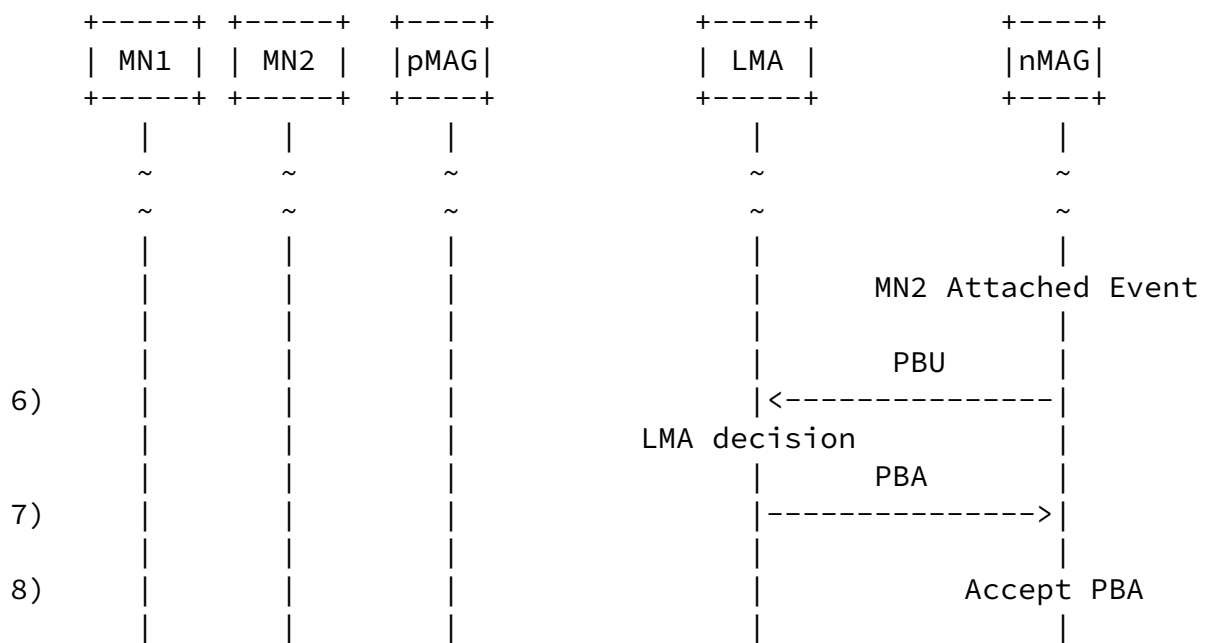 +-----+ +-----+ +----+ +-----+ +----+
| MN1 | | MN2 | |pMAG| | LMA | |nMAG|
+-----+ +-----+ +----+ +-----+ +----+
| | | | |
~ ~ ~ ~ ~
~ ~ ~ ~ ~
| | | | |
| | | | MN2 Attached Event
| | | | |
| | | | PBU |
6) | | | |<---------------|
| | | LMA decision |
| | | | PBA |
7) | | | |--------------->|
| | | | |
8) | | | | Accept PBA
| | | | |